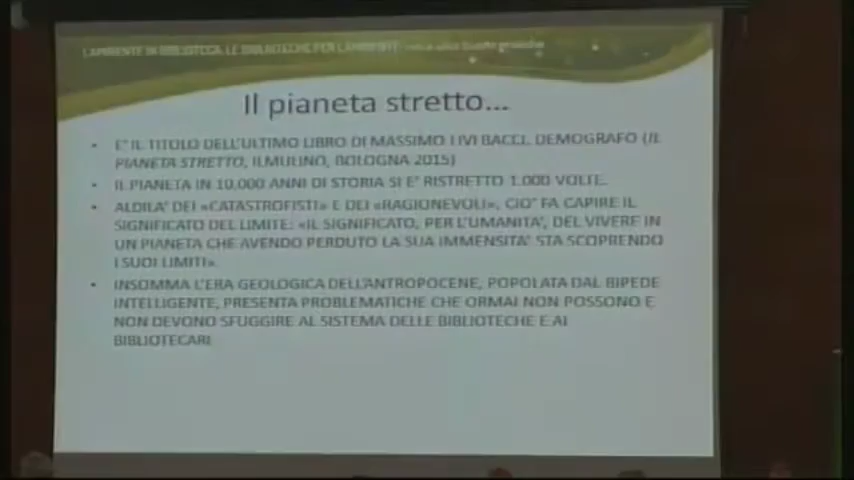 L'AMBIENTE IN BIBLIOTECA, LE BIBLIOTECHE PER L'AMBIENTE:
Il pianeta stretto...
• E' IL TITOLO DELL'ULTIMO LIBRO DI MASSIMO LIVI BACCI, DEMOGRAFO (IL
PIANETA STRETTO, ILMULINO, BOLOGNA 2015)
• IL PIANETA IN 10.000 ANNI DI STORIA SI E' RISTRETTO 1.000 VOLTE.
• ALDILA' DEI «CATASTROFISTI» E DEI «RAGIONEVOLI», CIO' FA CAPIRE IL
SIGNIFICATO DEL LIMITE: «IL SIGNIFICATO, PER L'UMANITA', DEL VIVERE IN
UN PIANETA CHE AVENDO PERDUTO LA SUA IMMENSITA' STA SCOPRENDO
I SUOI LIMITI».
• INSOMMA L'ERA GEOLOGICA DELL'ANTROPOCENE, POPOLATA DAL BIPEDE
INTELLIGENTE, PRESENTA PROBLEMATICHE CHE ORMAI NON POSSONO E
NON DEVONO SFUGGIRE AL SISTEMA DELLE BIBLIOTECHE E AI
BIBLIOTECARI